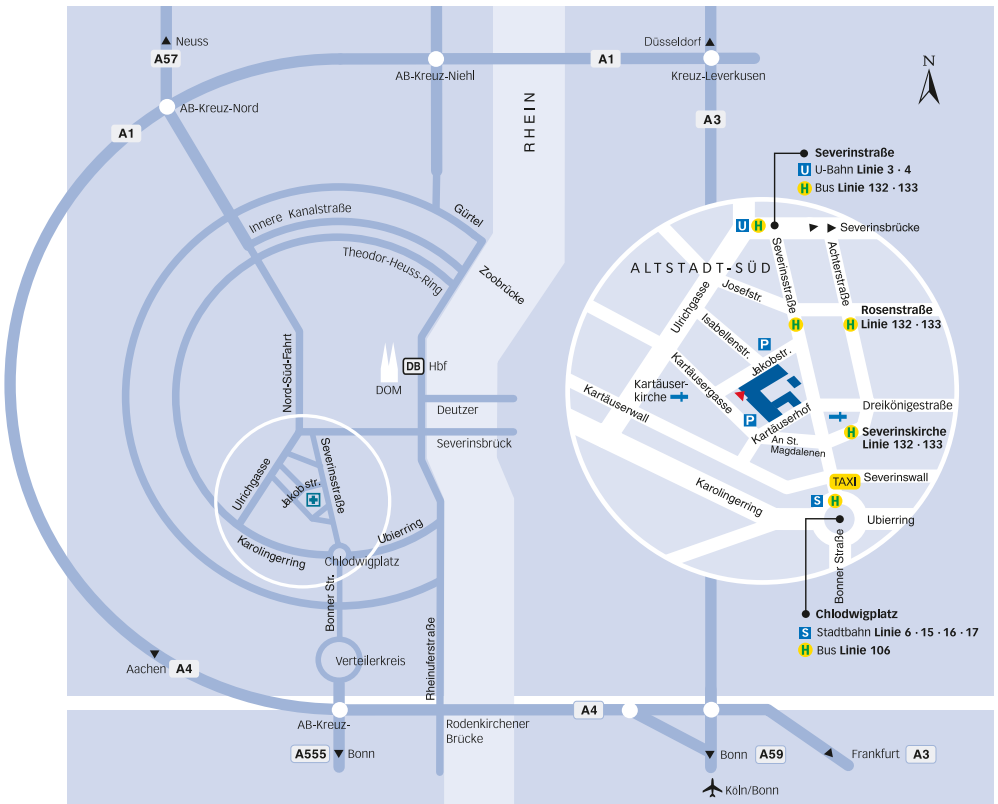 Neuss
A57
AB-Kreuz-Nord
A1
AB-Kreuz-Niehl
A1
Düsseldorf
Kreuz-Leverkusen
A3
N
RHEIN
Innere Kanalstraße
Gürtel
Theodor-Heuss-Ring
Zoobrücke
Nord-Süd-Fahrt
DOM
DB Hbf
Deutzer
Severinsbrück
Ulrichgasse
Severinsstraße
Jakobstr.
Karolingerring
Ubierring
Chlodwigplatz
Bonner Str.
Rheinuferstraße
Verteilerkreis
Aachen A4
AB-Kreuz-
A555 Bonn
Rodenkirchener
Brücke
A4
Bonn A59
Köln/Bonn
Frankfurt A3
Severinstraße
U U-Bahn Linie 3 · 4
H Bus Linie 132 · 133
U H
Severinsbrücke
ALTSTADT-SÜD
Severinsstraße
Achterstraße
Josefstr.
Ulrichgasse
Isabellenstr.
H
H
Rosenstraße
Linie 132 · 133
P
Jakobstr.
Kartäusergasse
Kartäuser-
kirche
Kartäuserwall
P
Kartäuserhof
Dreikönigestraße
An St.
Magdalenen
H
Severinskirche
Linie 132 · 133
TAXI
Severinswall
Karolingerring
S H
Ubierring
Bonner Straße
Chlodwigplatz
S Stadtbahn Linie 6 · 15 · 16 · 17
H Bus Linie 106